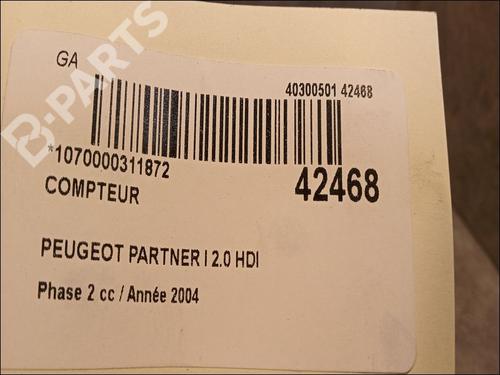 GA
B-PARTS
40300501 42468
*1070000311872
42468
COMPTEUR
PEUGEOT PARTNER I 2.0 HDI
Phase 2 cc / Année 2004